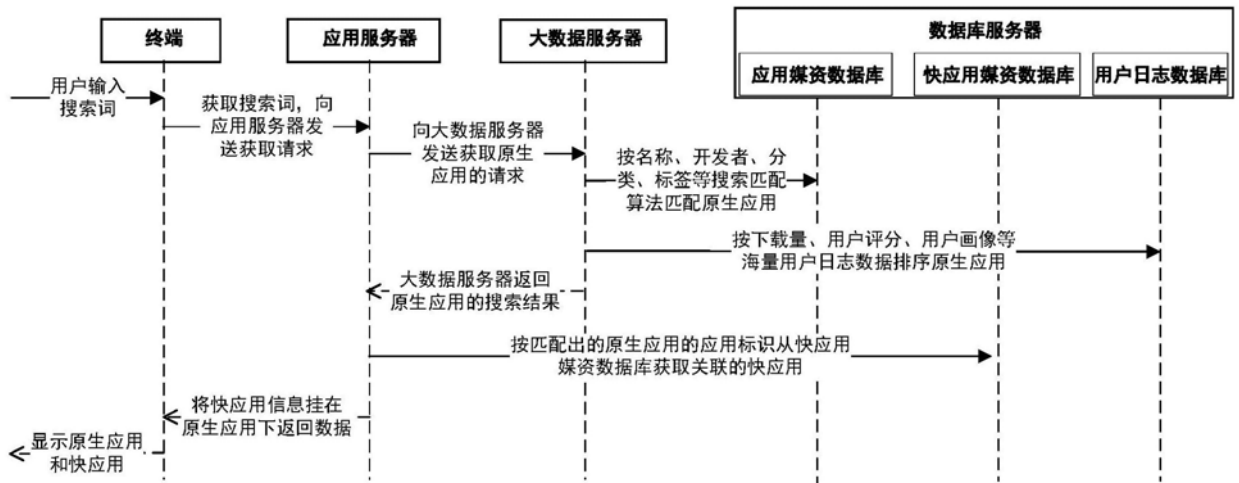 终端
应用服务器
大数据服务器
数据库服务器
应用媒资数据库
快应用媒资数据库
用户日志数据库
用户输入
搜索词
获取搜索词，向
应用服务器发
送获取请求
向大数据服务器
发送获取原生
应用的请求
按名称、开发者、分
类、标签等搜索匹配
算法匹配原生应用
按下载量、用户评分、用户画像等
海量用户日志数据排序原生应用
大数据服务器返回
原生应用的搜索结果
按匹配出的原生应用的应用标识从快应用
媒资数据库获取关联的快应用
将快应用信息挂在
原生应用下返回数据
显示原生应用
和快应用